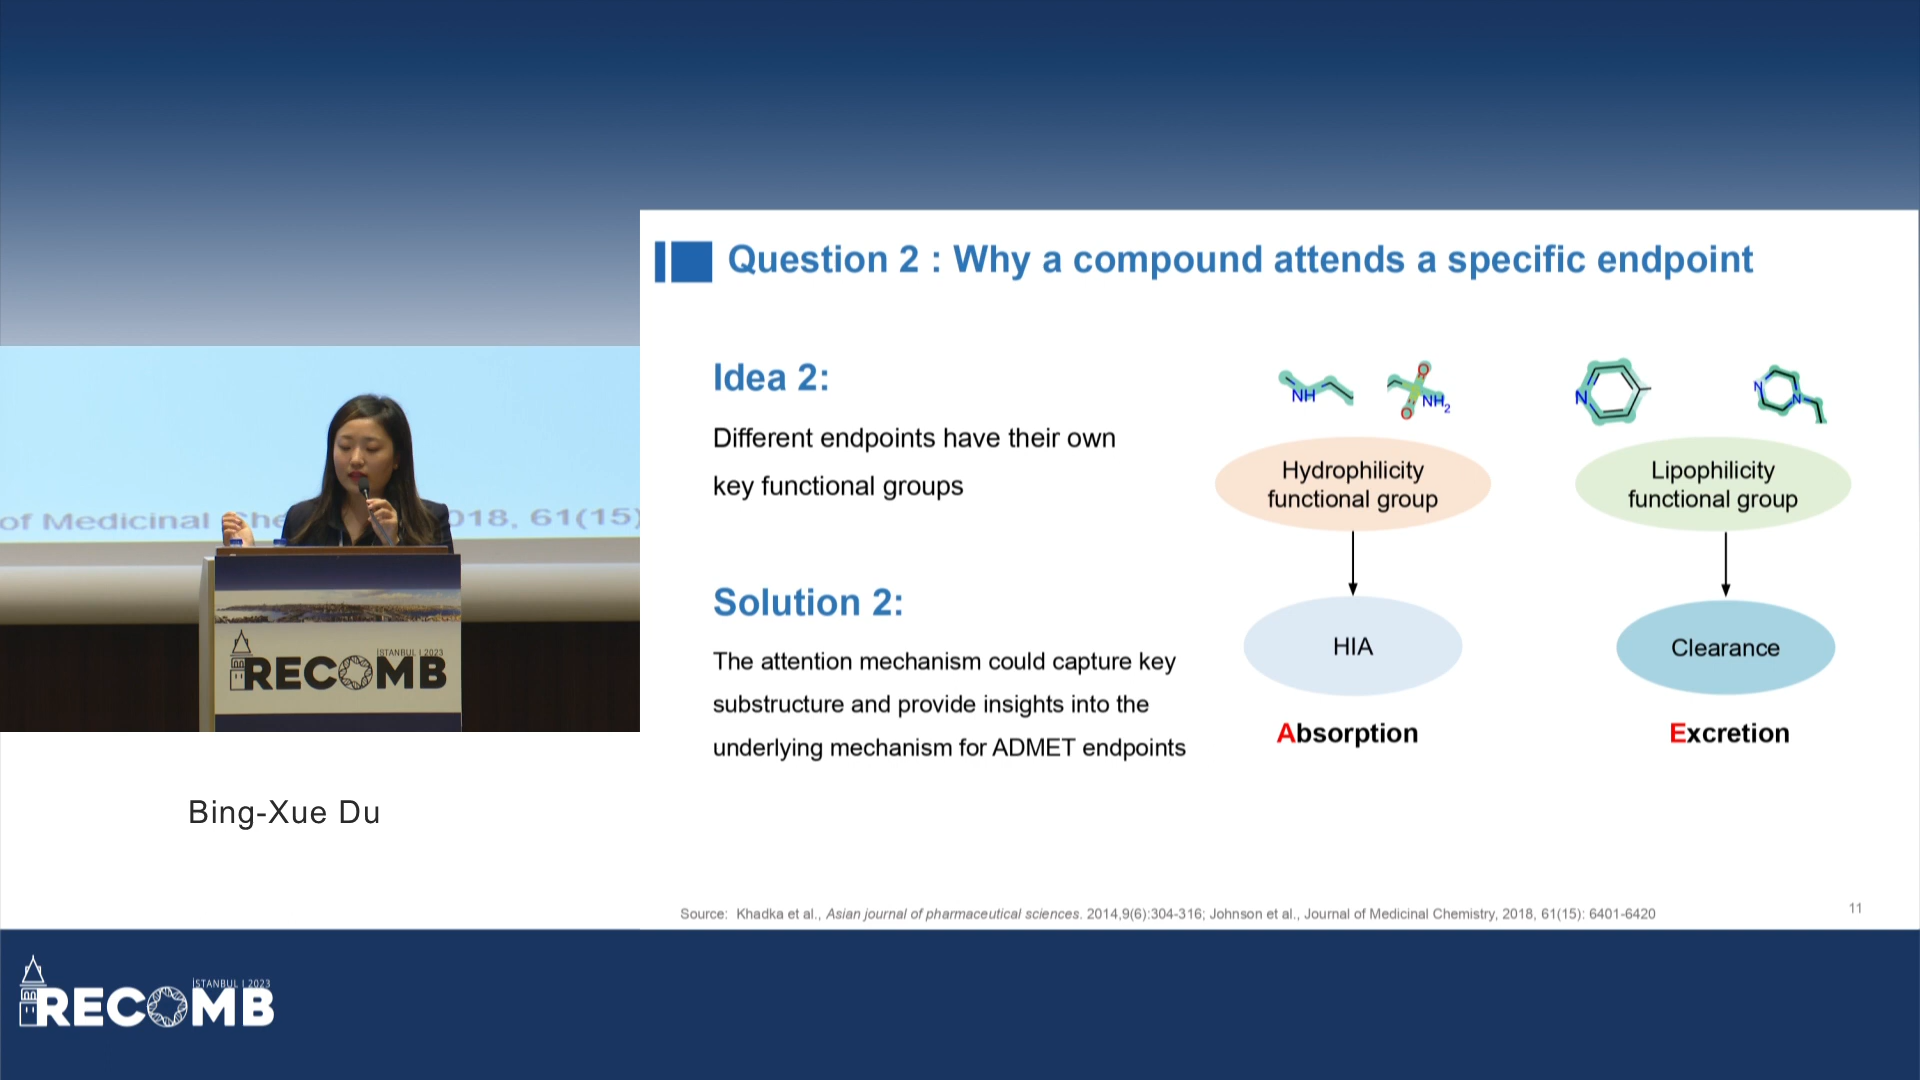 Question 2 : Why a compound attends a specific endpoint
Idea 2:
Different endpoints have their own
key functional groups
Solution 2:
The attention mechanism could capture key
substructure and provide insights into the
underlying mechanism for ADMET endpoints
NH
O
O
NH2
N
N
N
Hydrophilicity
functional group
Lipophilicity
functional group
HIA
Clearance
Absorption
Excretion
Source: Khadka et al., Asian journal of pharmaceutical sciences. 2014,9(6):304-316; Johnson et al., Journal of Medicinal Chemistry, 2018, 61(15): 6401-6420
11
of Medicinal Che 018, 61(15)
ISTANBUL | 2023
RECOMB
Bing-Xue Du
İSTANBUL | 2023
RECOMB